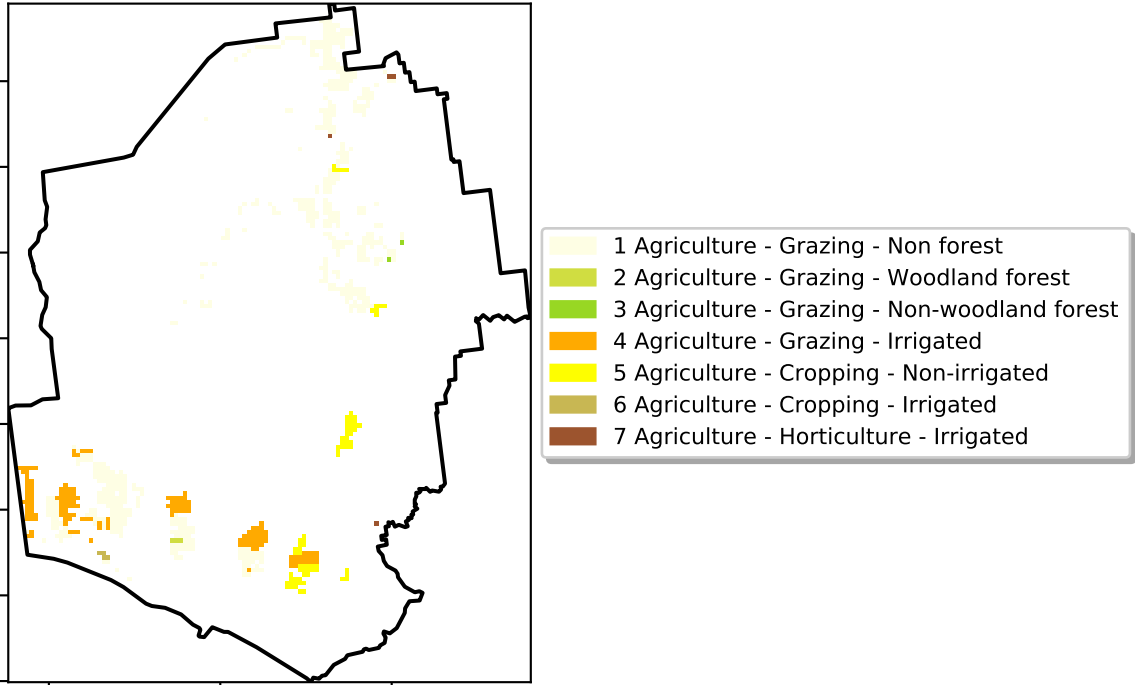 1 Agriculture - Grazing - Non forest
2 Agriculture - Grazing - Woodland forest
3 Agriculture - Grazing - Non-woodland forest
4 Agriculture - Grazing - Irrigated
5 Agriculture - Cropping - Non-irrigated
6 Agriculture - Cropping - Irrigated
7 Agriculture - Horticulture - Irrigated